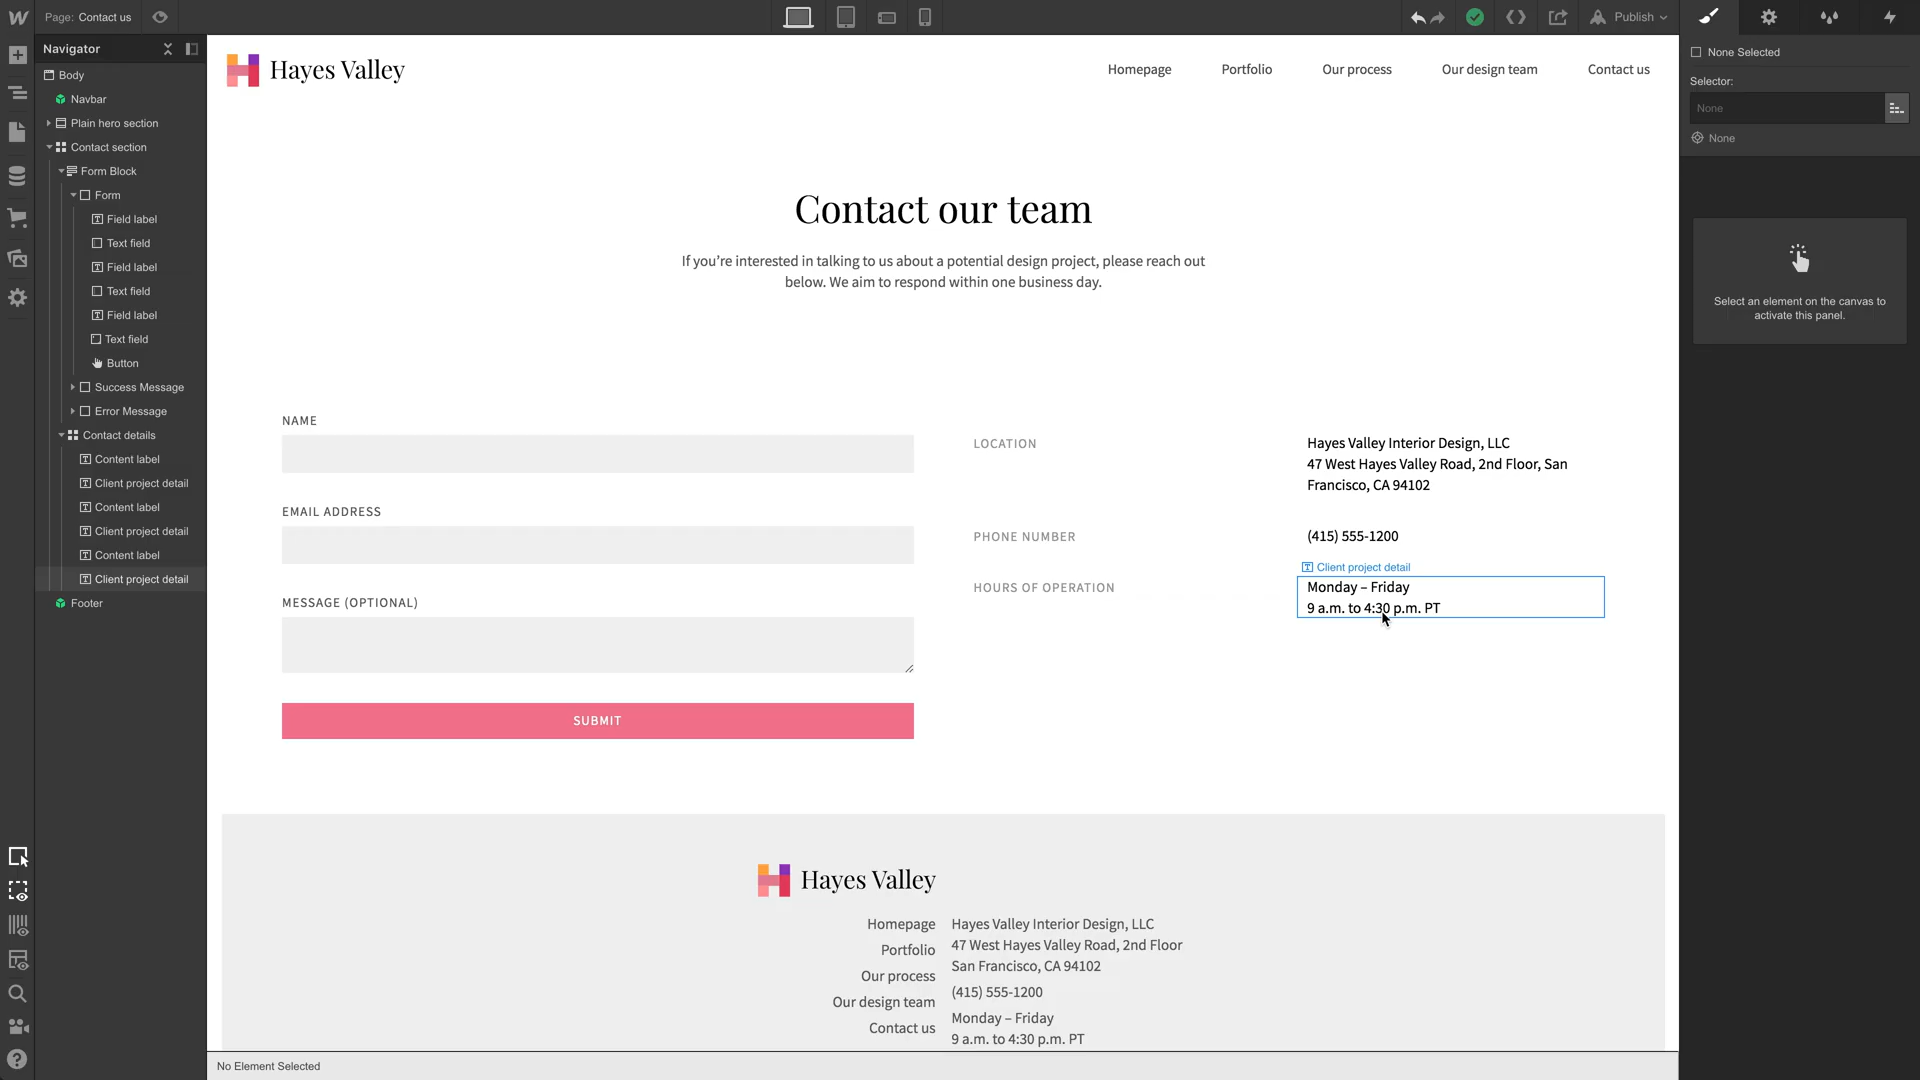 Page: Contact us
Publish
Navigator
Body
Navbar
Plain hero section
Contact section
Form Block
Form
Field label
Text field
Field label
Text field
Field label
Text field
Button
Success Message
Error Message
Contact details
Content label
Client project detail
Content label
Client project detail
Content label
Client project detail
Footer
Hayes Valley
Homepage
Portfolio
Our process
Our design team
Contact us
Contact our team
If you’re interested in talking to us about a potential design project, please reach out
below. We aim to respond within one business day.
NAME
EMAIL ADDRESS
MESSAGE (OPTIONAL)
SUBMIT
LOCATION
Hayes Valley Interior Design, LLC
47 West Hayes Valley Road, 2nd Floor, San
Francisco, CA 94102
PHONE NUMBER
(415) 555-1200
Client project detail
HOURS OF OPERATION
Monday – Friday
9 a.m. to 4:30 p.m. PT
Hayes Valley
Homepage
Portfolio
Our process
Our design team
Contact us
Hayes Valley Interior Design, LLC
47 West Hayes Valley Road, 2nd Floor
San Francisco, CA 94102
(415) 555-1200
Monday – Friday
9 a.m. to 4:30 p.m. PT
No Element Selected
None Selected
Selector:
None
None
Select an element on the canvas to
activate this panel.